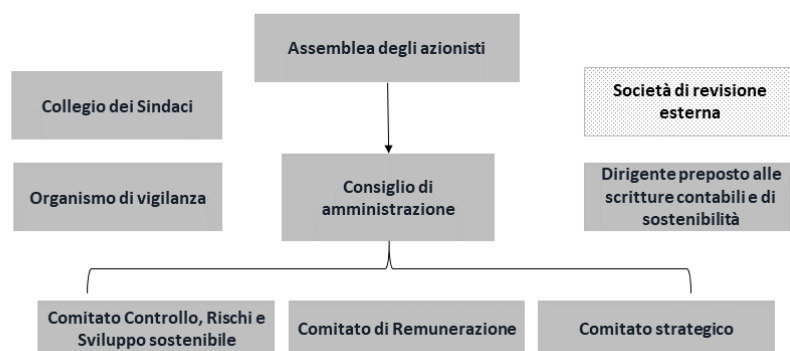 Assemblea degli azionisti
Collegio dei Sindaci
Società di revisione
esterna
Organismo di vigilanza
Consiglio di
amministrazione
Dirigente preposto alle
scritture contabili e di
sostenibilità
Comitato Controllo, Rischi e
Sviluppo sostenibile
Comitato di Remunerazione
Comitato strategico